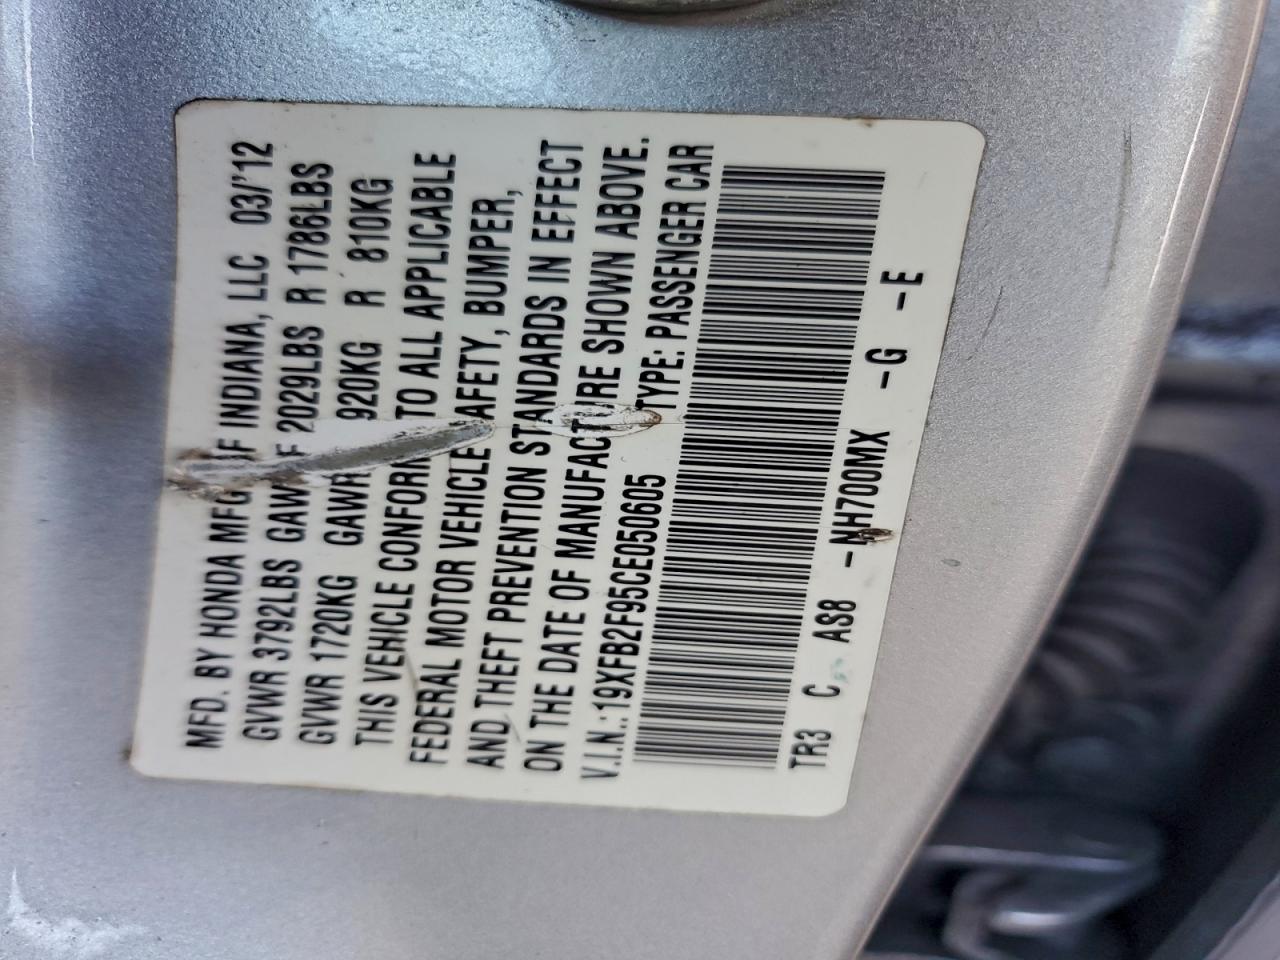 MFD. BY HONDA MFG OF INDIANA, LLC 03/'12
GVWR 3792LBS GAWR F 2029LBS R 1786LBS
GVWR 1720KG GAWR 920KG R 810KG
THIS VEHICLE CONFORM TO ALL APPLICABLE
FEDERAL MOTOR VEHICLE SAFETY, BUMPER,
AND THEFT PREVENTION STANDARDS IN EFFECT
ON THE DATE OF MANUFACTURE SHOWN ABOVE.
V.I.N.:19XFB2F95CE050605 TYPE: PASSENGER CAR
TR3 C AS8 -NH700MX -G -E